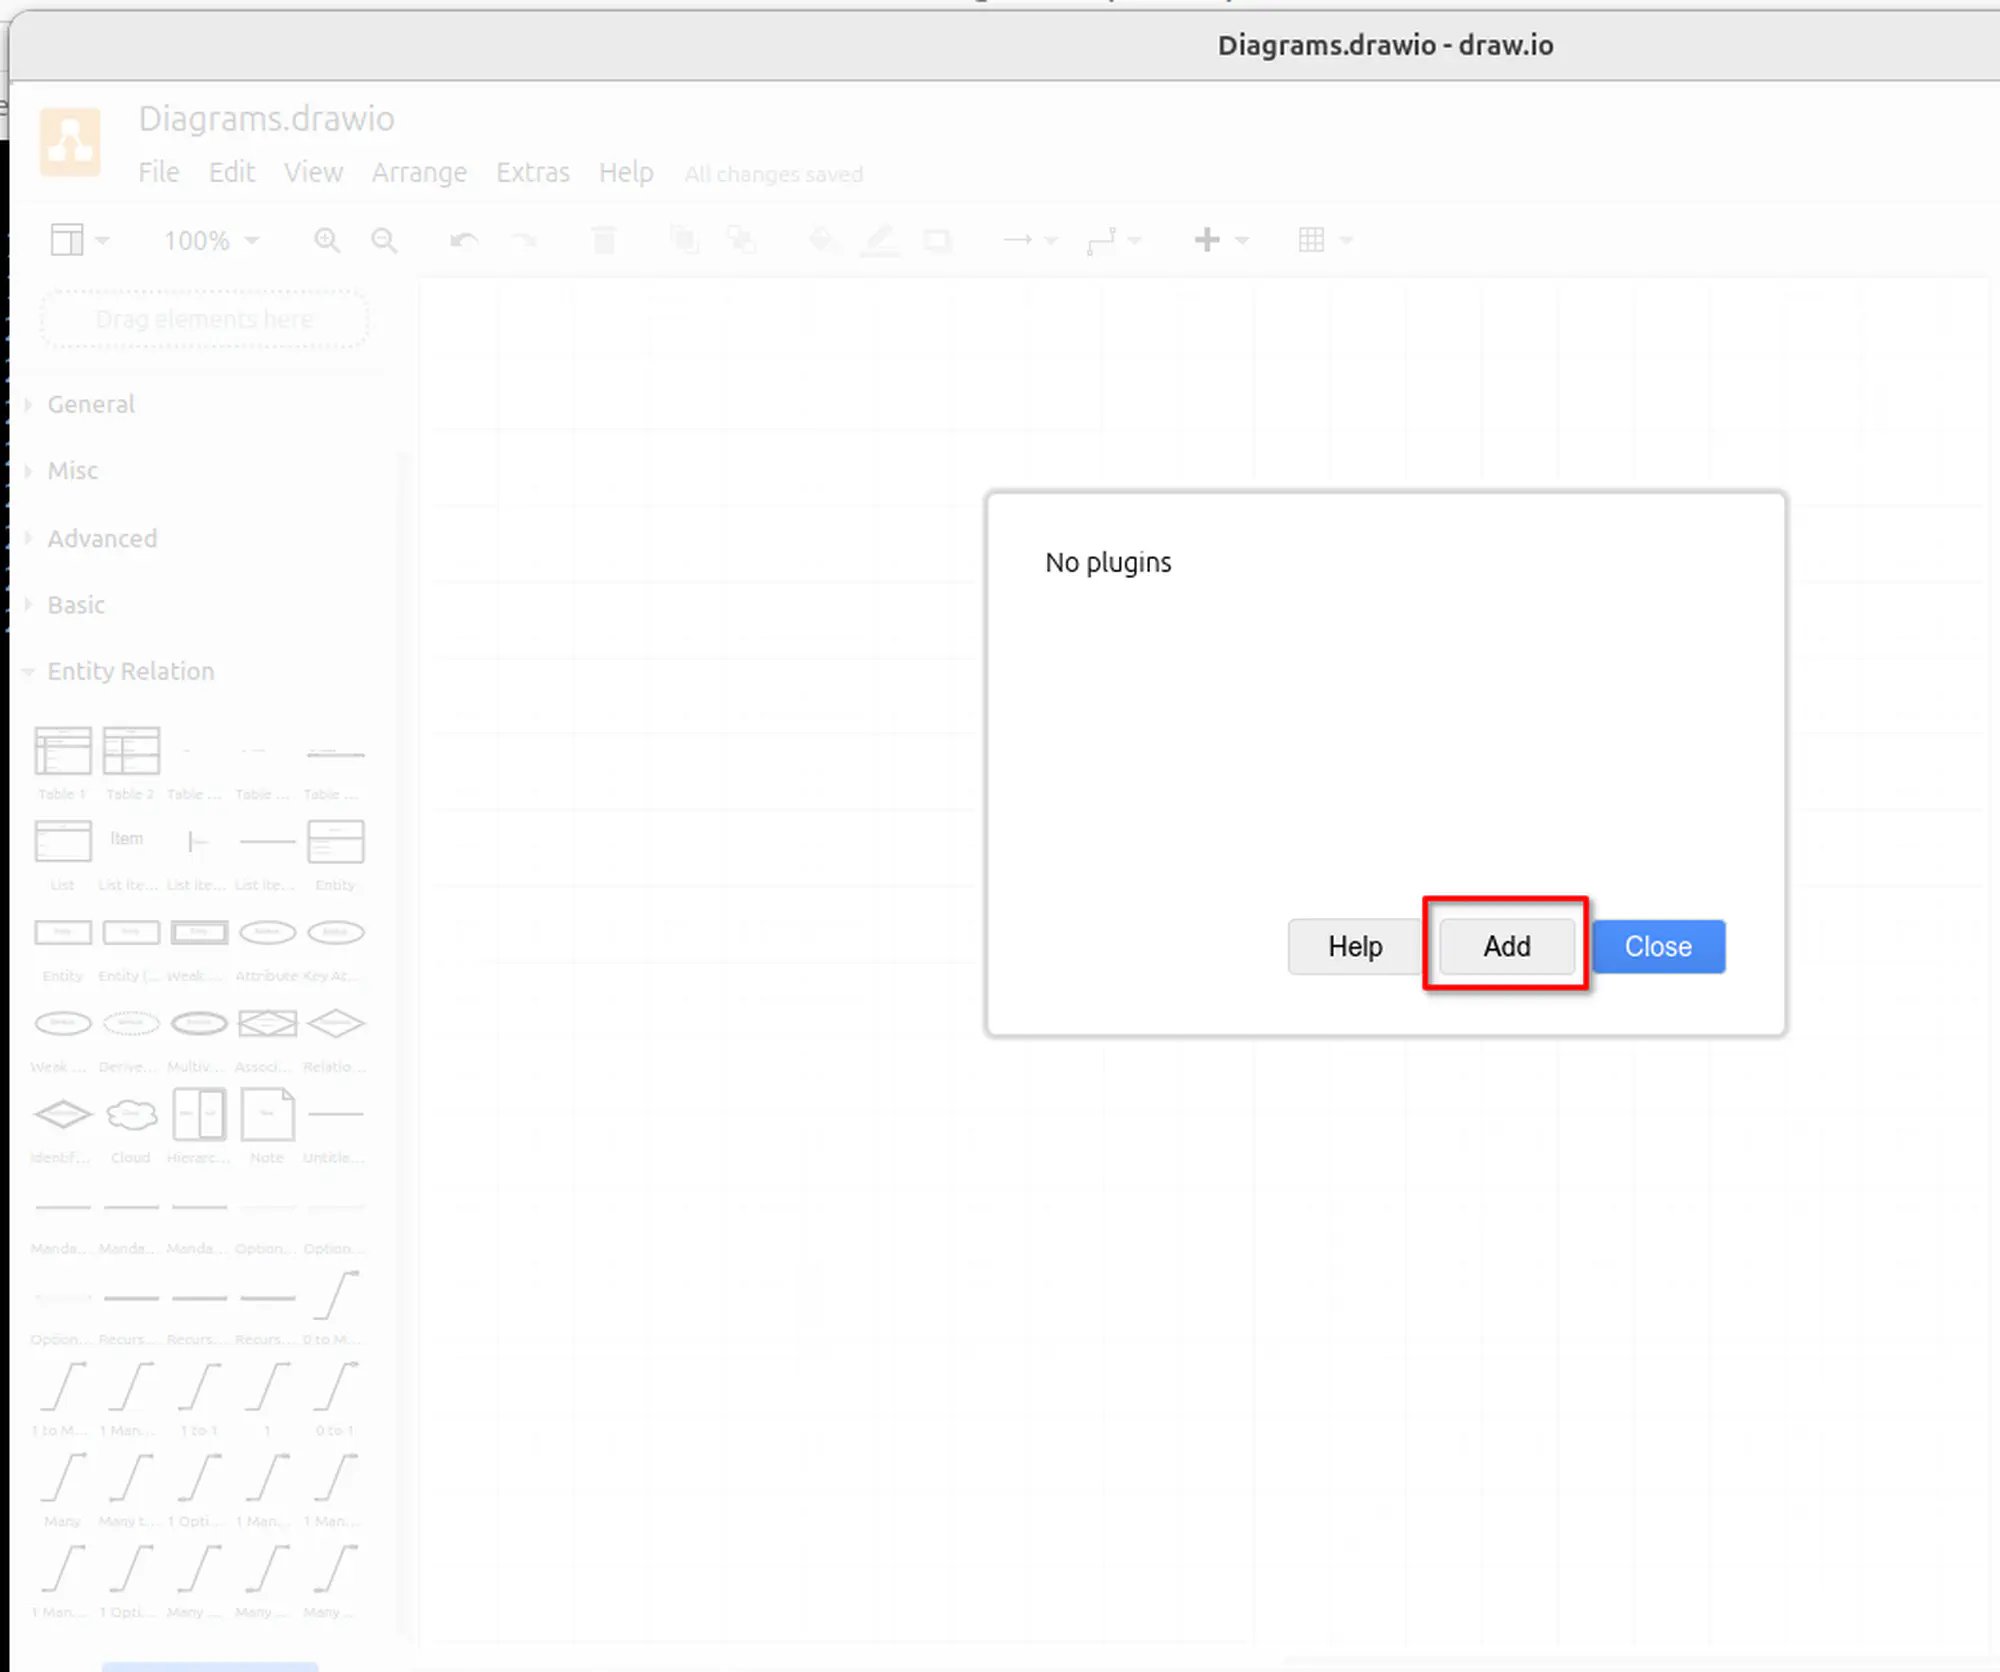 Diagrams.drawio - draw.io
Diagrams.drawio
File Edit View Arrange Extras Help All changes saved
100%
Drag elements here
General
Misc
Advanced
Basic
Entity Relation
Table 1 Table 2 Table ... Table ... Table ...
Item
List List Ite... List Ite... List Ite... Entity
Entity Entity (... Weak ... Attribute Key At...
Weak ... Derive... Multiv... Associ... Relatio...
Identif... Cloud Hierarc... Note Untitle...
Manda... Manda... Manda... Option... Option...
Option... Recurs... Recurs... Recurs... 0 to M...
1 to M... 1 Man... 1 to 1 1 0 to 1
Many Many t... 1 Opti... 1 Man... 1 Man...
1 Man... 1 Opti... Many ... Many ... Many ...
No plugins
Help Add Close